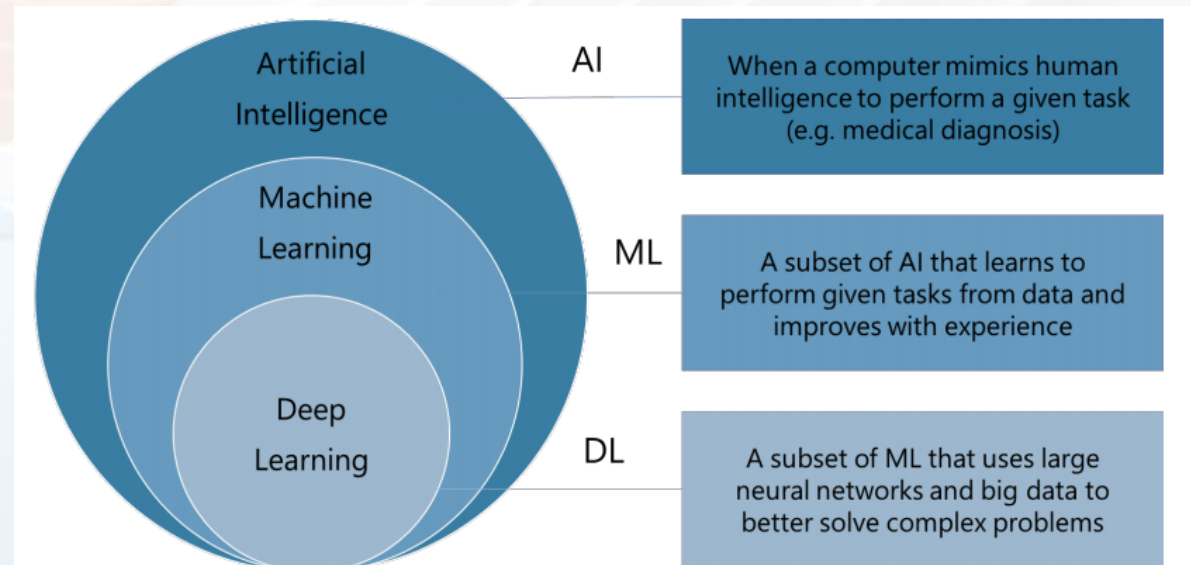 Artificial
Intelligence
Machine
Learning
Deep
Learning
AI
When a computer mimics human
intelligence to perform a given task
(e.g. medical diagnosis)
ML
A subset of AI that learns to
perform given tasks from data and
improves with experience
DL
A subset of ML that uses large
neural networks and big data to
better solve complex problems